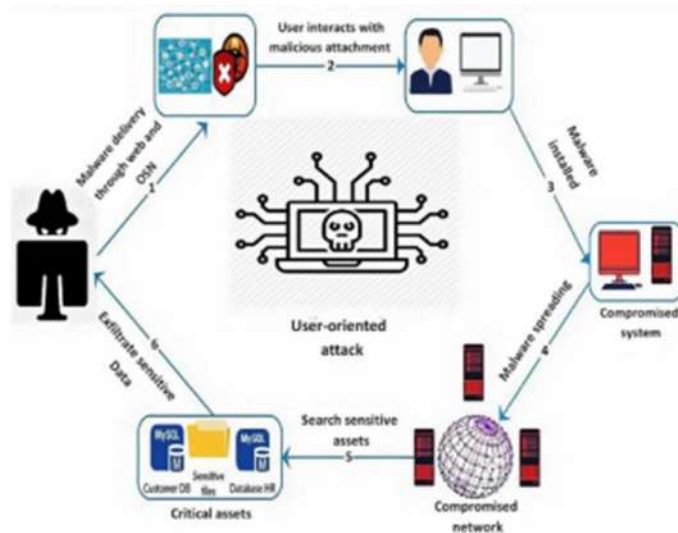 User interacts with
malicious attachment
2
Malware delivery
through web and
OSN
1
Malware
installed
3
Compromised
system
Malware spreading
4
User-oriented
attack
Exfiltrate sensitive
Data
6
Search sensitive
assets
5
MySQL
MySQL
Customer DB
Sensitive
files
Database HR
Critical assets
Compromised
network